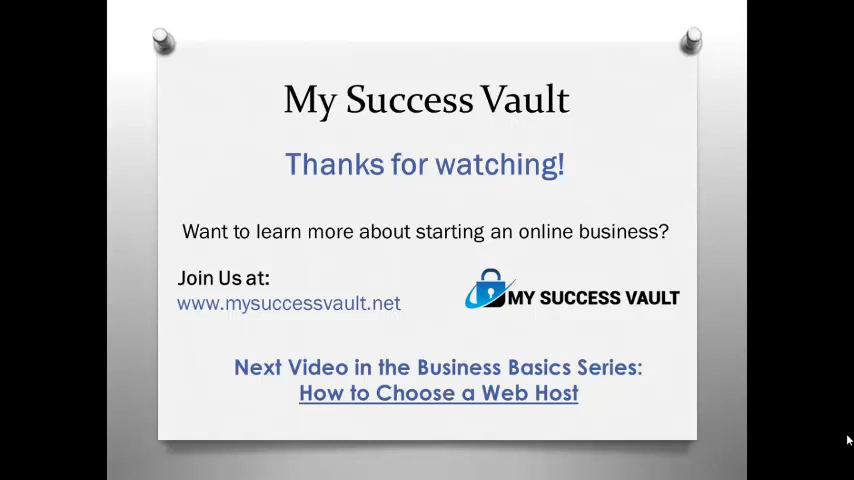 My Success Vault
Thanks for watching!
Want to learn more about starting an online business?
Join Us at:
www.mysuccessvault.net
MY SUCCESS VAULT
Next Video in the Business Basics Series:
How to Choose a Web Host